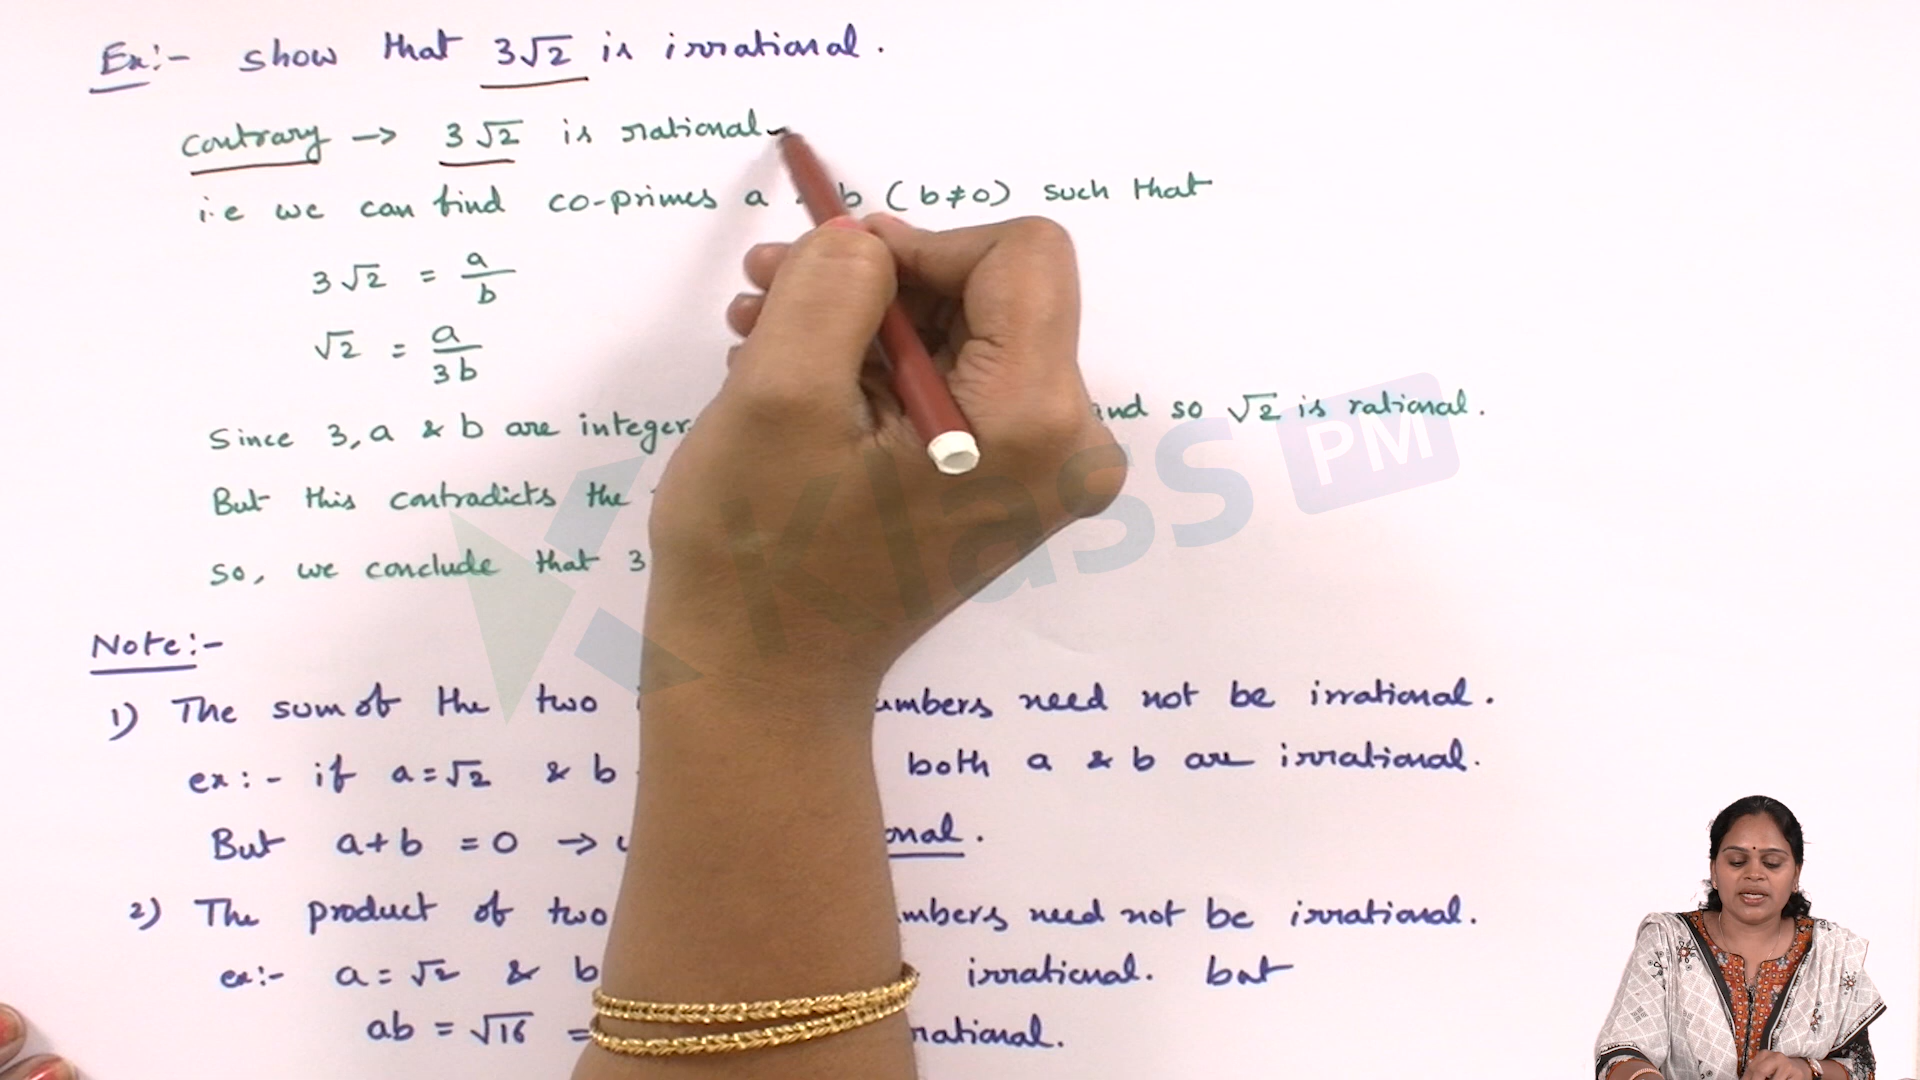 Ex:- show that 3√2 is irrational.
Contrary → 3√2 is rational
i.e we can find co-primes a b (b≠0) such that
3√2 = a/b
√2 = a/3b
Since 3, a & b are integer and so √2 is rational.
But this contradicts the
So, we conclude that 3
Note:-
1) The sum of the two umbers need not be irrational.
ex:- if a=√2 & b both a & b are irrational.
But a+b = 0 → onal.
2) The product of two mbers need not be irrational.
ex:- a=√2 & b irrational. but
ab = √16 = rational.
Klass PM